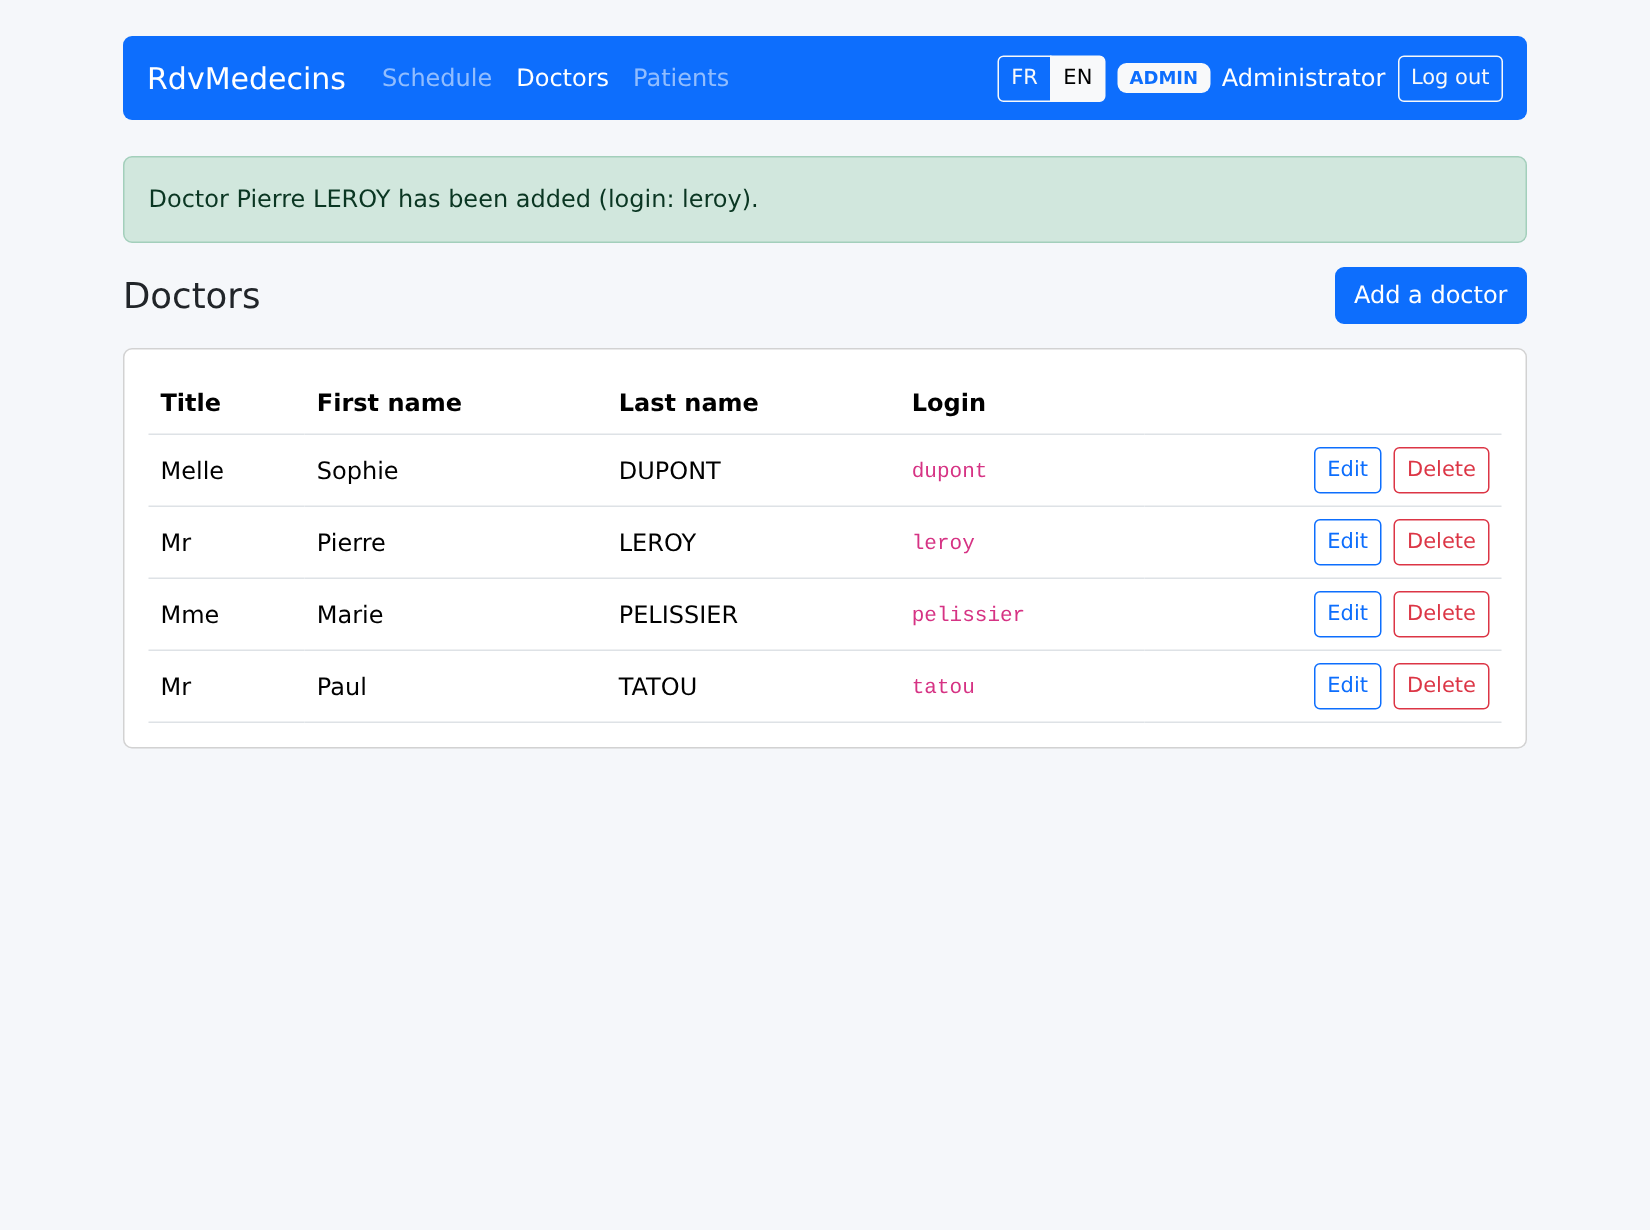 RdvMedecins Schedule Doctors Patients FR EN ADMIN Administrator Log out
Doctor Pierre LEROY has been added (login: leroy).
Doctors Add a doctor
Title First name Last name Login
Melle Sophie DUPONT dupont Edit Delete
Mr Pierre LEROY leroy Edit Delete
Mme Marie PELISSIER pelissier Edit Delete
Mr Paul TATOU tatou Edit Delete